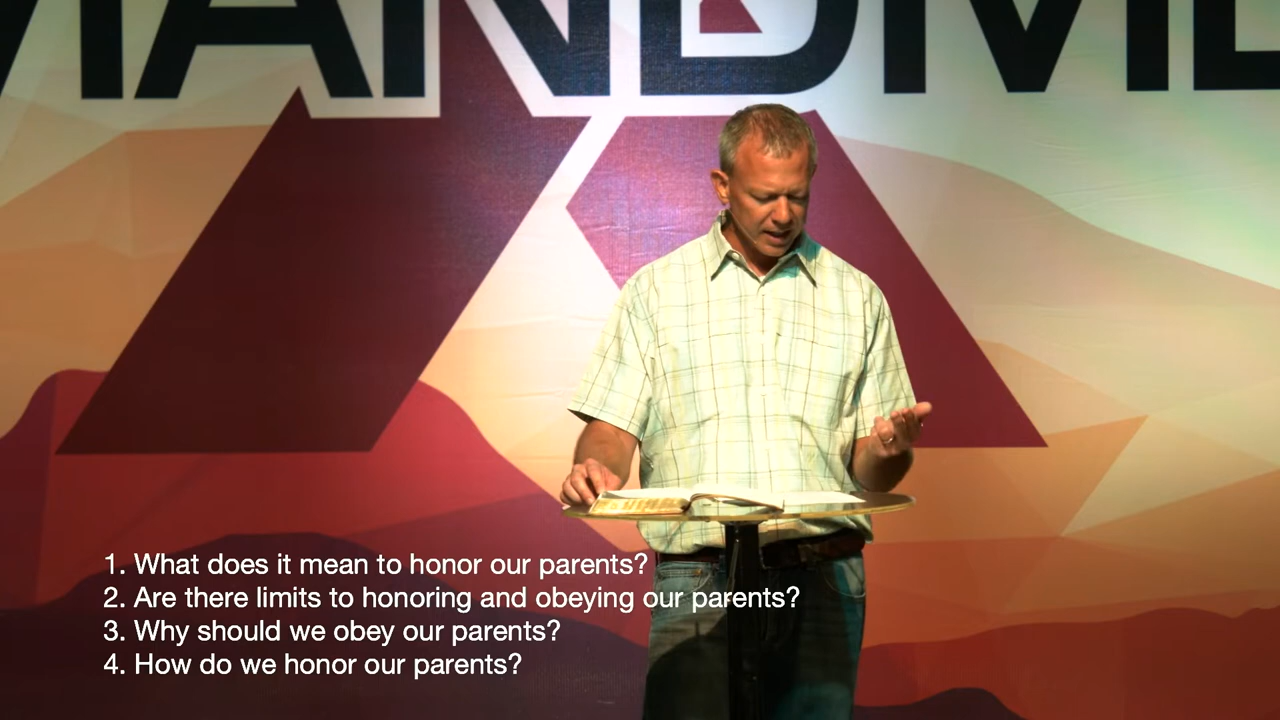 MANDME
1. What does it mean to honor our parents?
2. Are there limits to honoring and obeying our parents?
3. Why should we obey our parents?
4. How do we honor our parents?